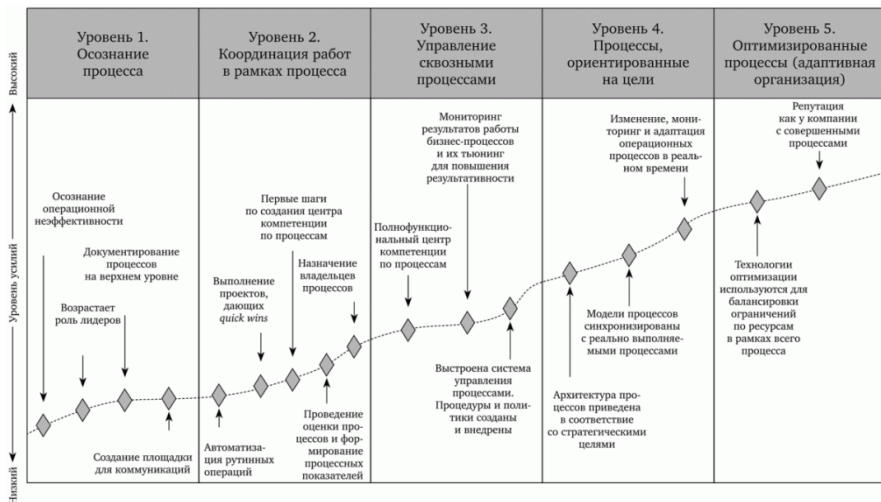 Уровень 1.
Осознание
процесса
Уровень 2.
Координация работ
в рамках процесса
Уровень 3.
Управление
сквозными
процессами
Уровень 4.
Процессы,
ориентированные
на цели
Уровень 5.
Оптимизированные
процессы (адаптивная
организация)
Высокий
Уровень усилий
Низкий
Осознание
операционной
неэффективности
Документирование
процессов
на верхнем уровне
Возрастает
роль лидеров
Создание площадки
для коммуникаций
Первые шаги
по создания центра
компетенции
по процессам
Выполнение
проектов,
дающих
quick wins
Назначение
владельцев
процессов
Автоматиза-
ция рутинных
операций
Проведение
оценки про-
цессов и фор-
мирование
процессных
показателей
Мониторинг
результатов работы
бизнес-процессов
и их тьюнинг
для повышения
результативности
Полнофункцио-
нальный центр
компетенции
по процессам
Выстроена система
управления
процессами.
Процедуры и поли-
тики созданы
и внедрены
Изменение, мони-
торинг и адаптация
операционных
процессов в реаль-
ном времени
Модели процессов
синхронизированы
с реально выполня-
емыми процессами
Архитектура про-
цессов приведена
в соответствие
со стратегическими
целями
Репутация
как у компании
с совершенными
процессами
Технологии
оптимизации
используются для
балансировки
ограничений
по ресурсам
в рамках всего
процесса